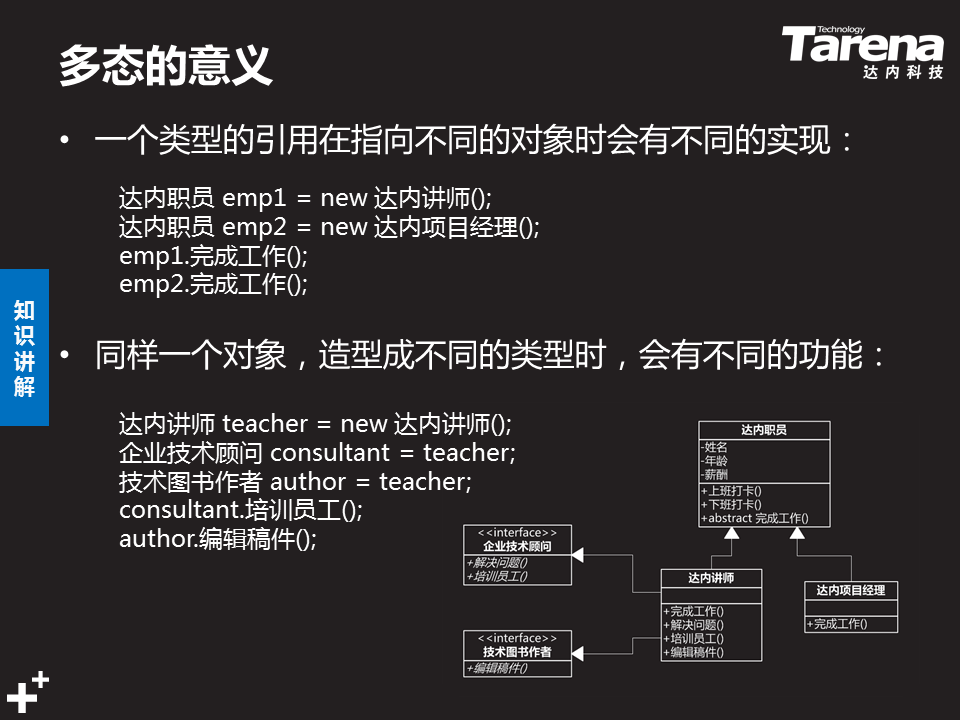 多态的意义
Technology
Tarena
达内科技
• 一个类型的引用在指向不同的对象时会有不同的实现：
达内职员 emp1 = new 达内讲师();
达内职员 emp2 = new 达内项目经理();
emp1.完成工作();
emp2.完成工作();
知识讲解
• 同样一个对象，造型成不同的类型时，会有不同的功能：
达内讲师 teacher = new 达内讲师();
企业技术顾问 consultant = teacher;
技术图书作者 author = teacher;
consultant.培训员工();
author.编辑稿件();
达内职员
-姓名
-年龄
-薪酬
+上班打卡()
+下班打卡()
+abstract 完成工作()
<<interface>>
企业技术顾问
+解决问题()
+培训员工()
达内讲师
+完成工作()
+解决问题()
+培训员工()
+编辑稿件()
达内项目经理
+完成工作()
<<interface>>
技术图书作者
+编辑稿件()